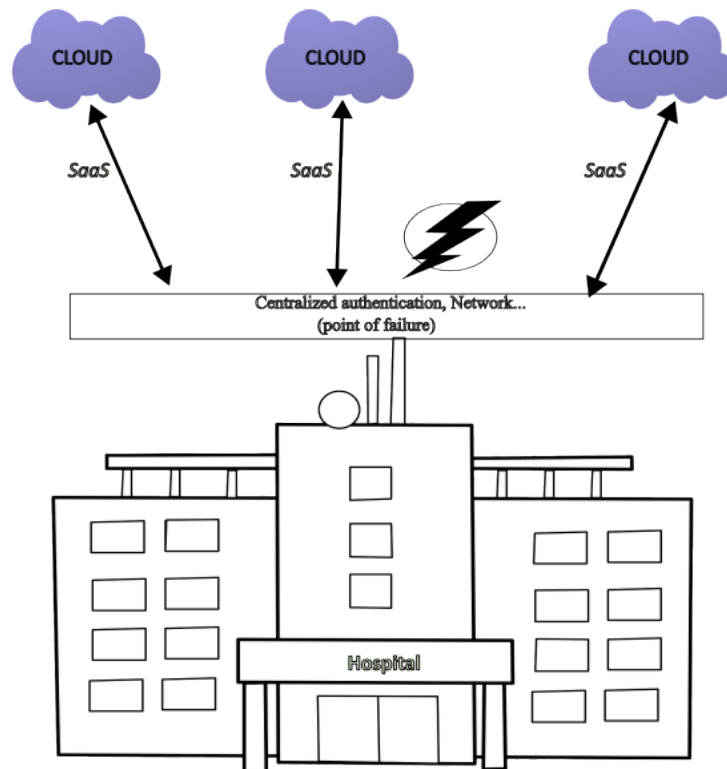 CLOUD
CLOUD
CLOUD
SaaS
SaaS
SaaS
Centralized authentication, Network...
(point of failure)
Hospital